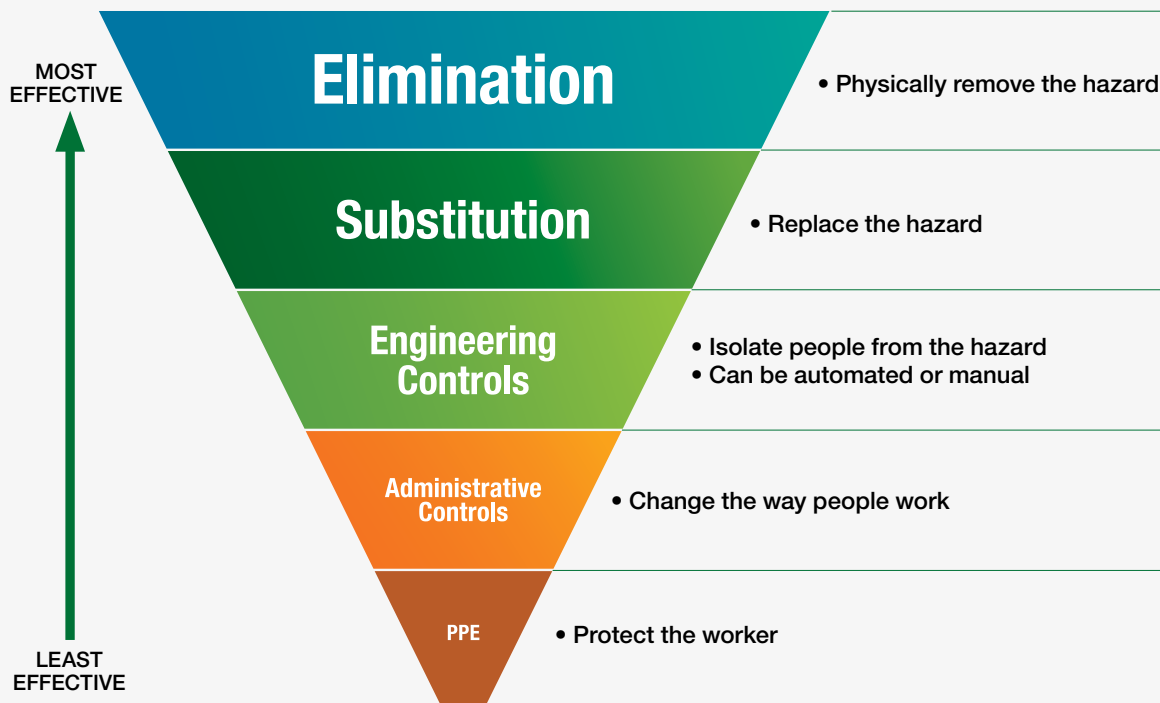 MOST
EFFECTIVE
Elimination
• Physically remove the hazard
Substitution
• Replace the hazard
Engineering
Controls
• Isolate people from the hazard
• Can be automated or manual
Administrative
Controls
• Change the way people work
PPE
• Protect the worker
LEAST
EFFECTIVE